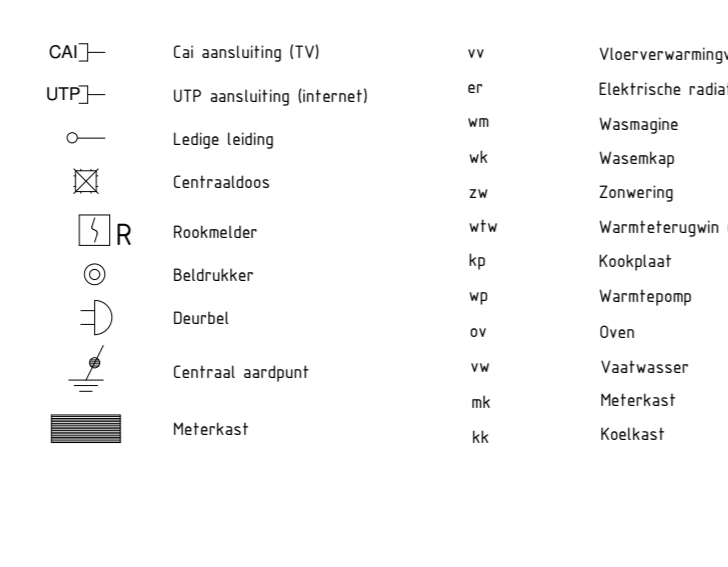 CAI Cai aansluiting (TV)
UTP UTP aansluiting (internet)
Ledige leiding
Centraaldoos
R Rookmelder
Beldrukker
Deurbel
Centraal aardpunt
Meterkast
vv
er Elektrische
wm Wasmagine
wk Wasemkap
zw Zonwering
wtw Warmteterugwin
kp Kookplaat
wp Warmtepomp
ov Oven
vw Vaatwasser
mk Meterkast
kk Koelkast